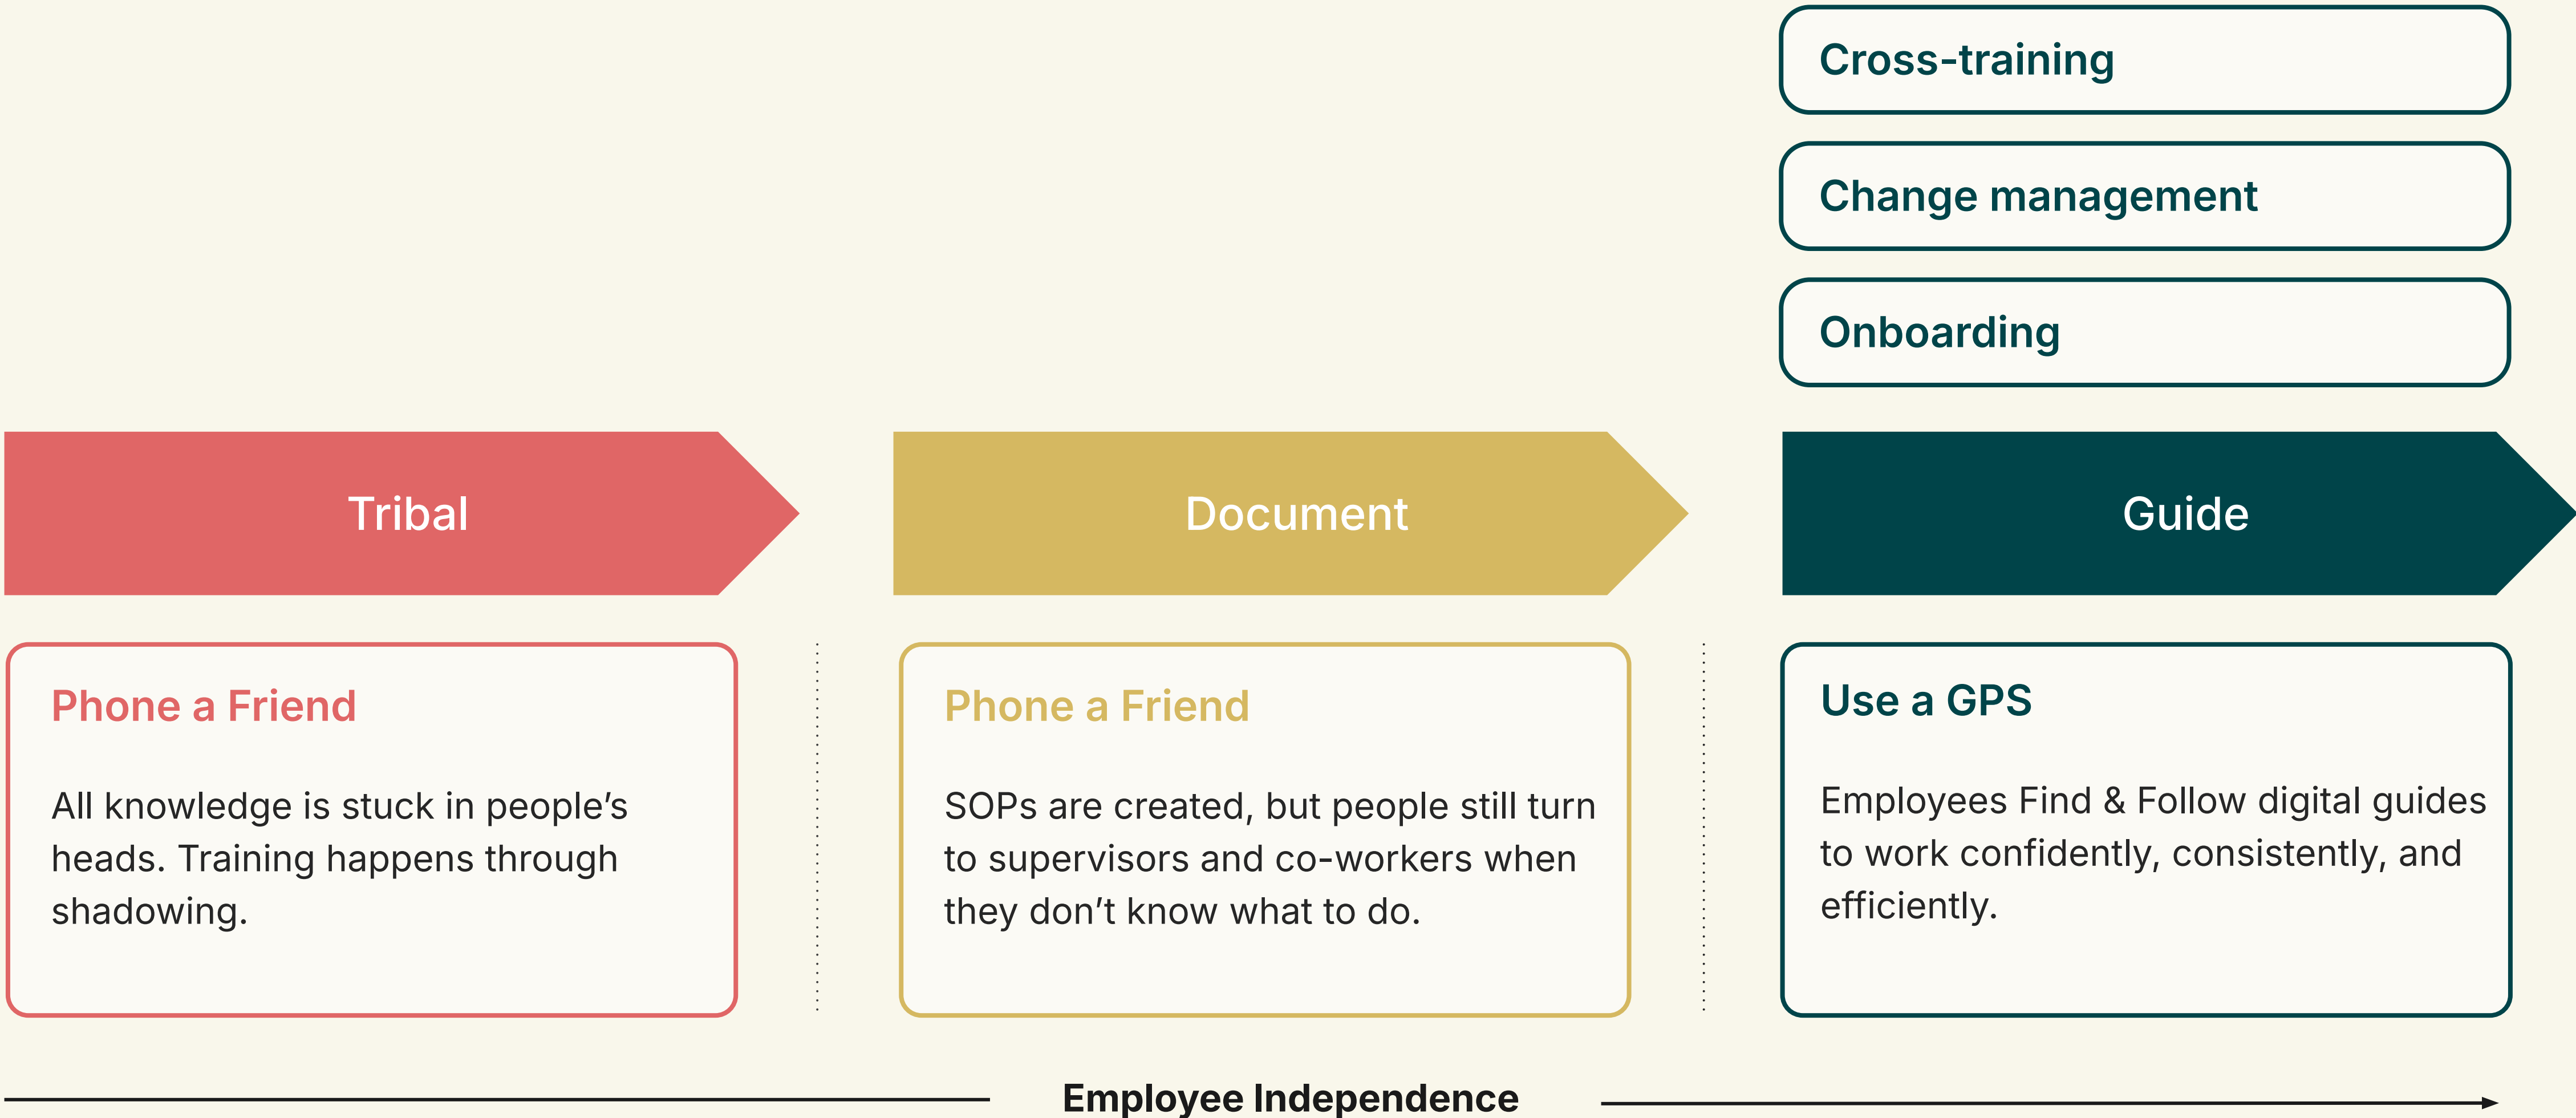 Cross-training
Change management
Onboarding
Tribal
Document
Guide
Phone a Friend
All knowledge is stuck in people’s
heads. Training happens through
shadowing.
Phone a Friend
SOPs are created, but people still turn
to supervisors and co-workers when
they don’t know what to do.
Use a GPS
Employees Find & Follow digital guides
to work confidently, consistently, and
efficiently.
Employee Independence